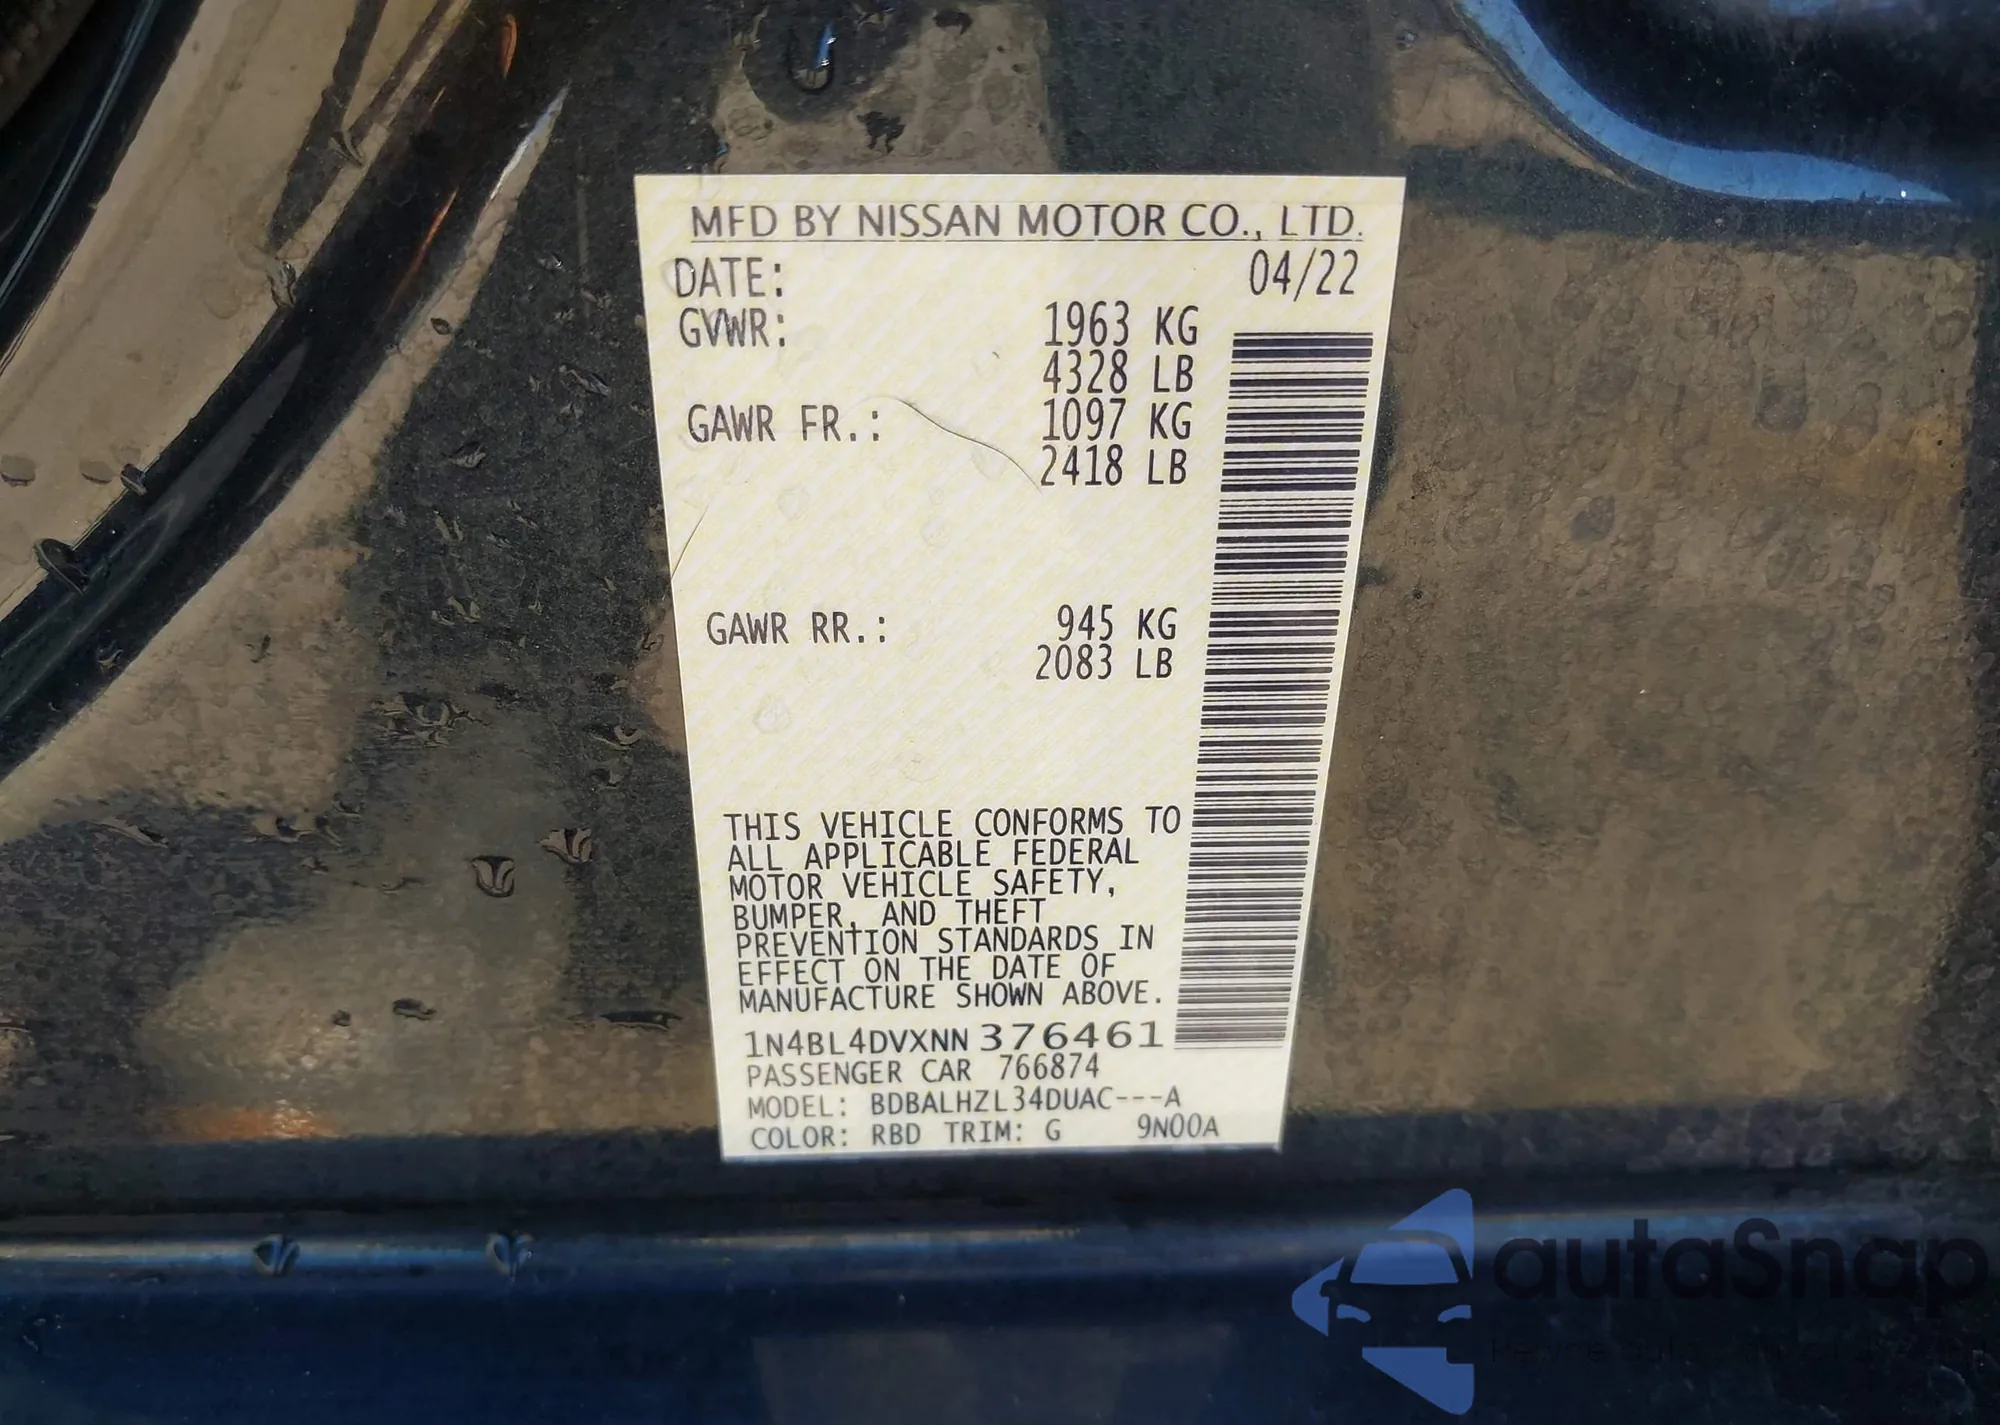 MFD BY NISSAN MOTOR CO., LTD.
DATE: 04/22
GVWR: 1963 KG
4328 LB
GAWR FR.: 1097 KG
2418 LB
GAWR RR.: 945 KG
2083 LB
THIS VEHICLE CONFORMS TO
ALL APPLICABLE FEDERAL
MOTOR VEHICLE SAFETY,
BUMPER, AND THEFT
PREVENTION STANDARDS IN
EFFECT ON THE DATE OF
MANUFACTURE SHOWN ABOVE.
1N4BL4DVXNN376461
PASSENGER CAR 766874
MODEL: BDBALHZL34DUAC---A
COLOR: RBD TRIM: G 9N00A
autaSnap